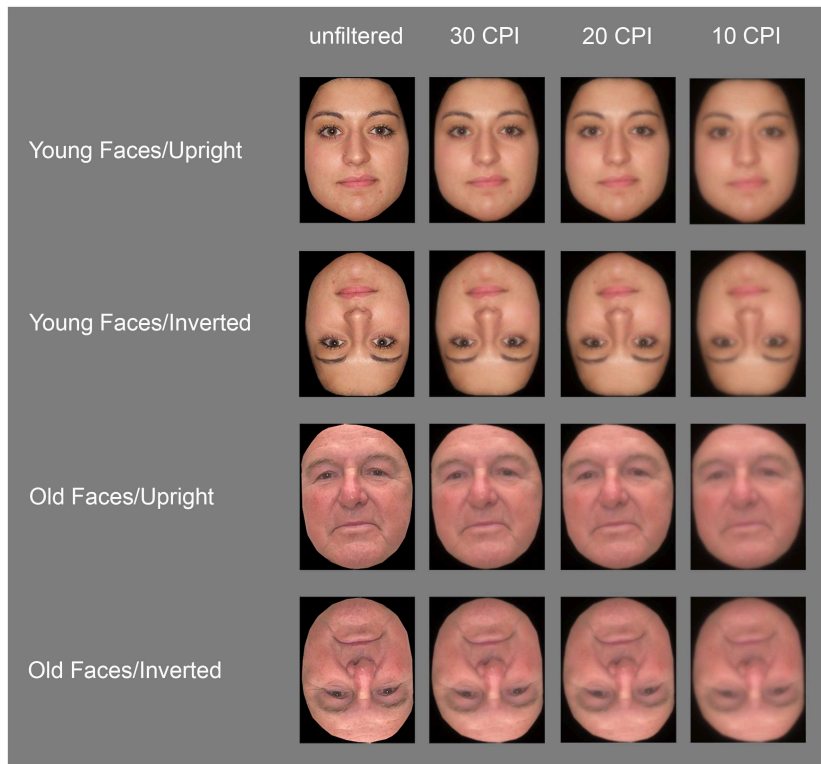 unfiltered 30 CPI 20 CPI 10 CPI
Young Faces/Upright
Young Faces/Inverted
Old Faces/Upright
Old Faces/Inverted